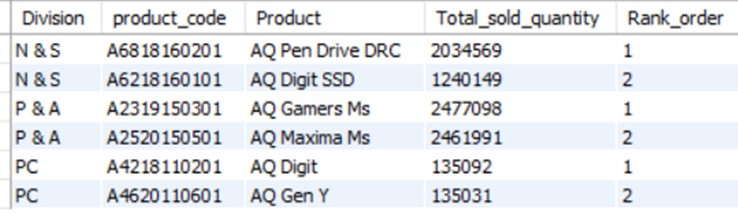 Division product_code Product Total_sold_quantity Rank_order
N & S A6818160201 AQ Pen Drive DRC 2034569 1
N & S A6218160101 AQ Digit SSD 1240149 2
P & A A2319150301 AQ Gamers Ms 2477098 1
P & A A2520150501 AQ Maxima Ms 2461991 2
PC A4218110201 AQ Digit 135092 1
PC A4620110601 AQ Gen Y 135031 2